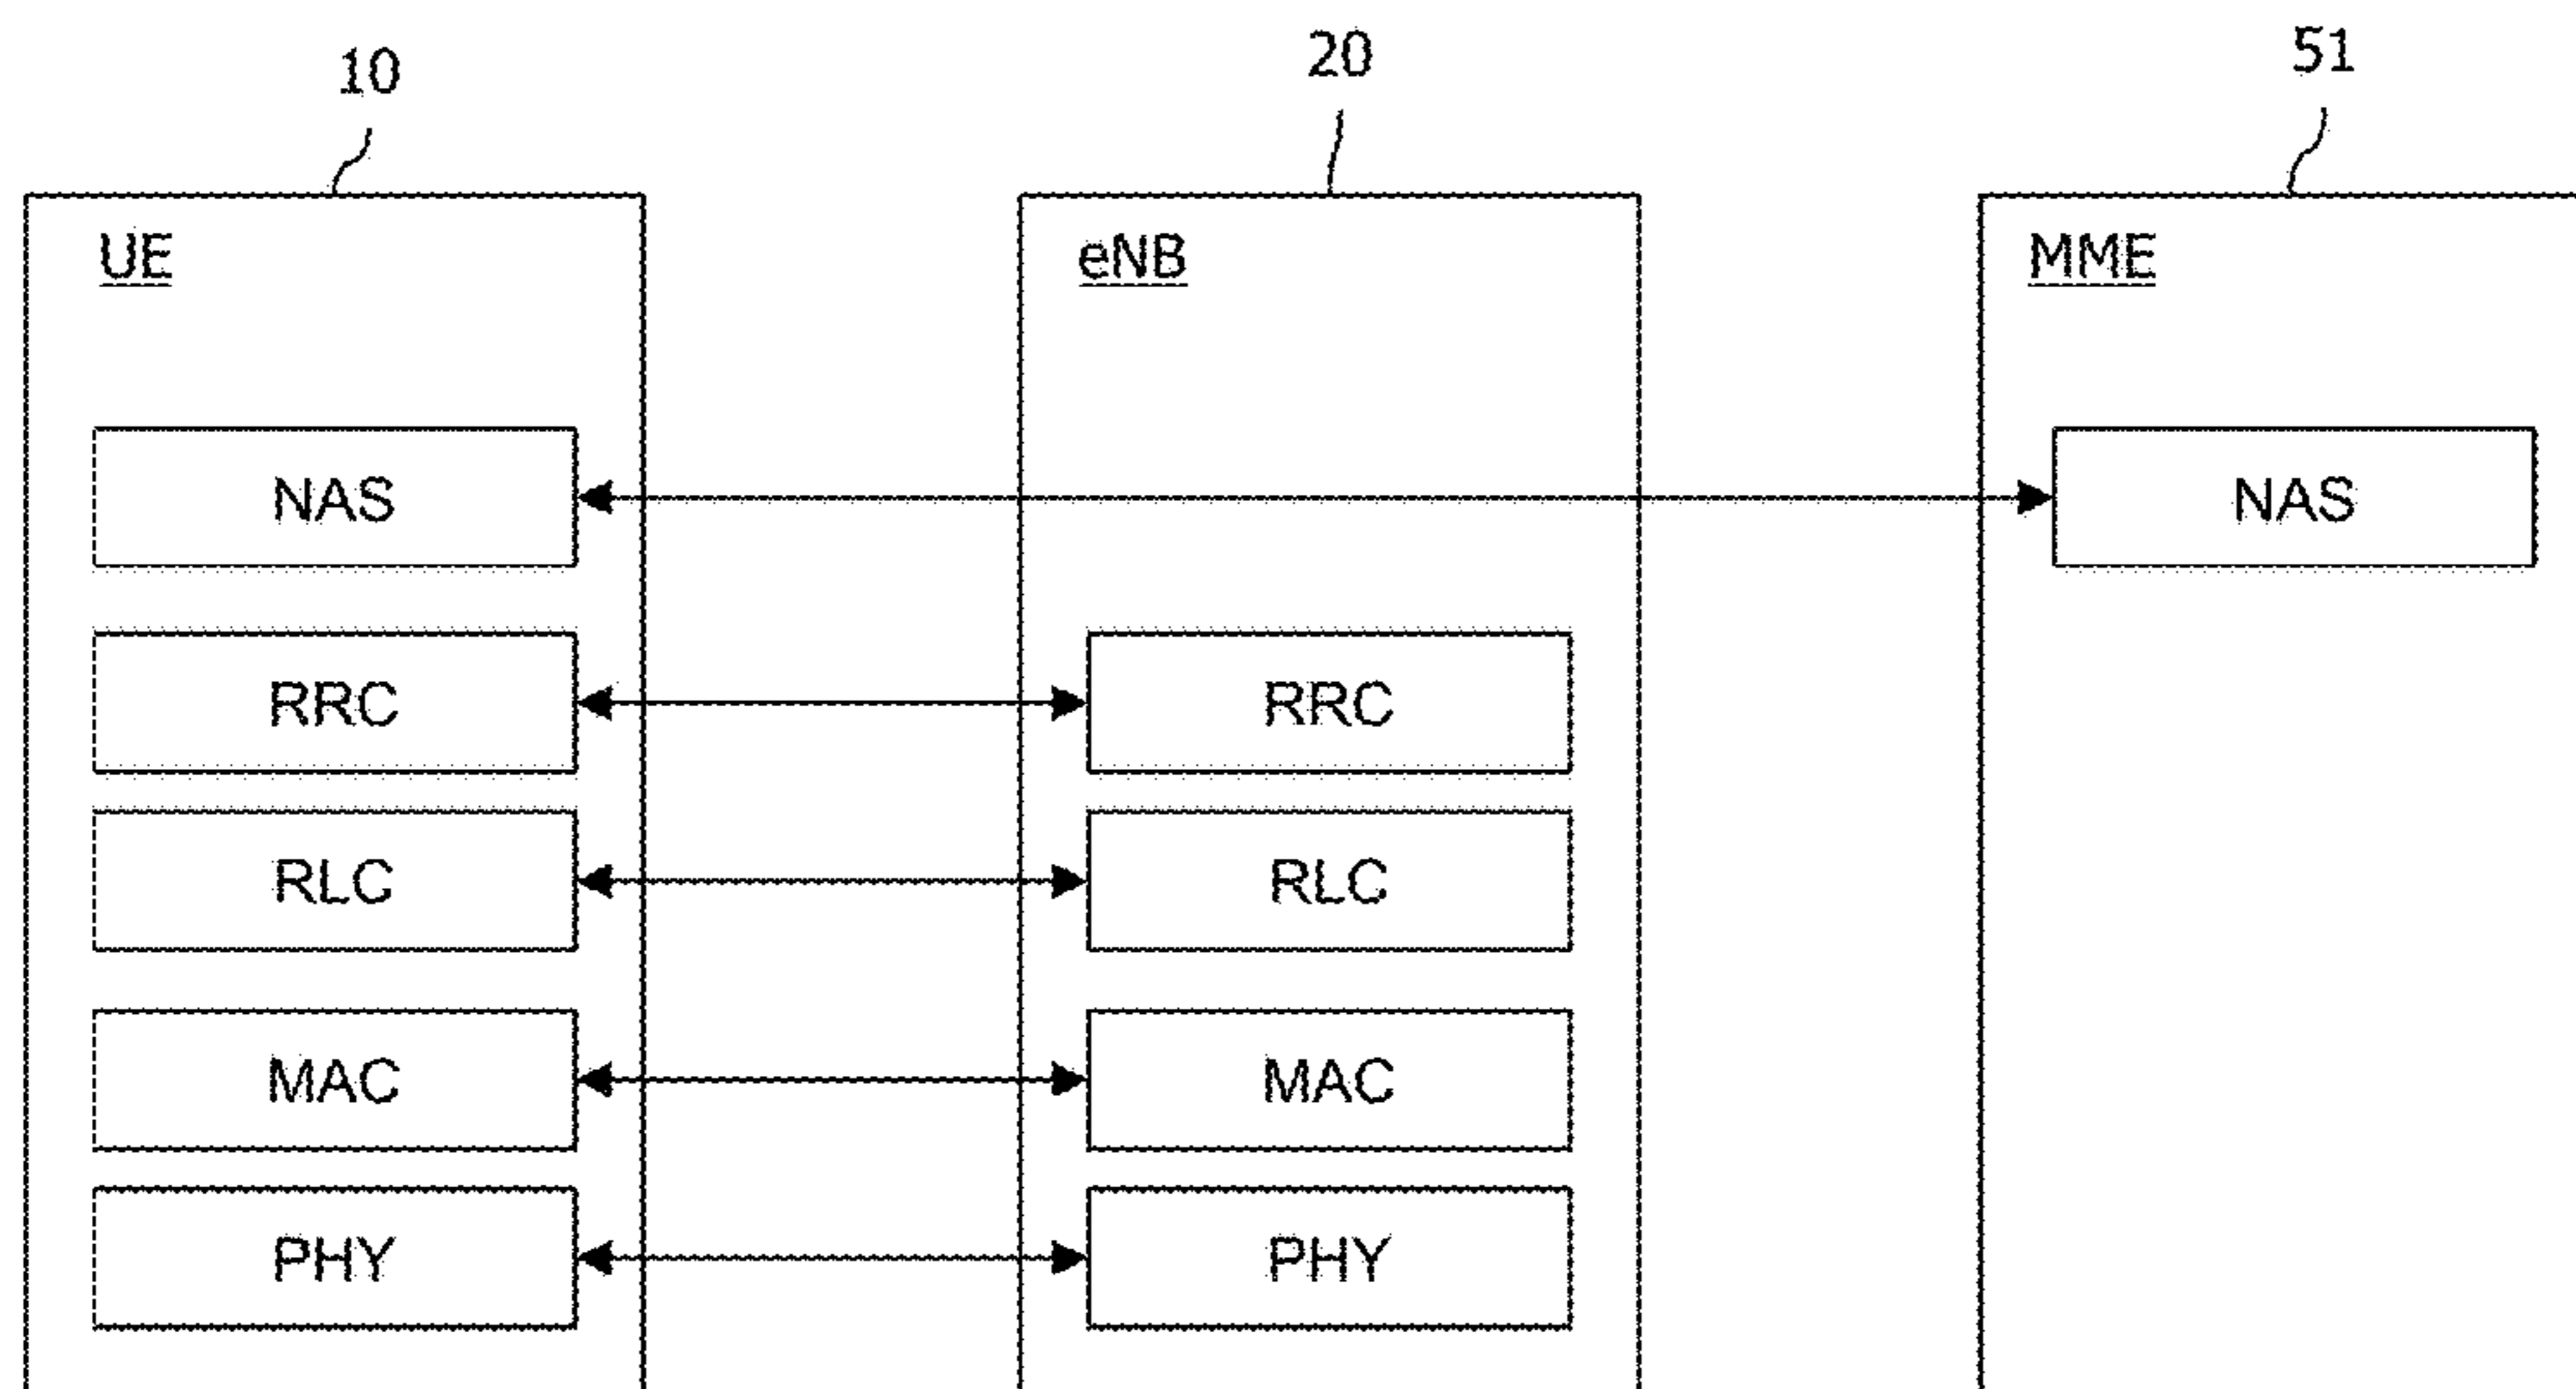 10 20 51
UE eNB MME
NAS NAS
RRC RRC
RLC RLC
MAC MAC
PHY PHY